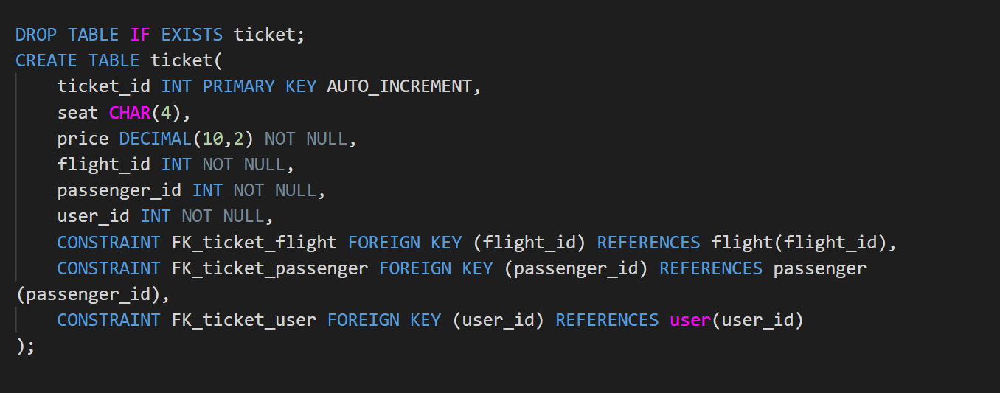 DROP TABLE IF EXISTS ticket;
CREATE TABLE ticket(
    ticket_id INT PRIMARY KEY AUTO_INCREMENT,
    seat CHAR(4),
    price DECIMAL(10,2) NOT NULL,
    flight_id INT NOT NULL,
    passenger_id INT NOT NULL,
    user_id INT NOT NULL,
    CONSTRAINT FK_ticket_flight FOREIGN KEY (flight_id) REFERENCES flight(flight_id),
    CONSTRAINT FK_ticket_passenger FOREIGN KEY (passenger_id) REFERENCES passenger
(passenger_id),
    CONSTRAINT FK_ticket_user FOREIGN KEY (user_id) REFERENCES user(user_id)
);